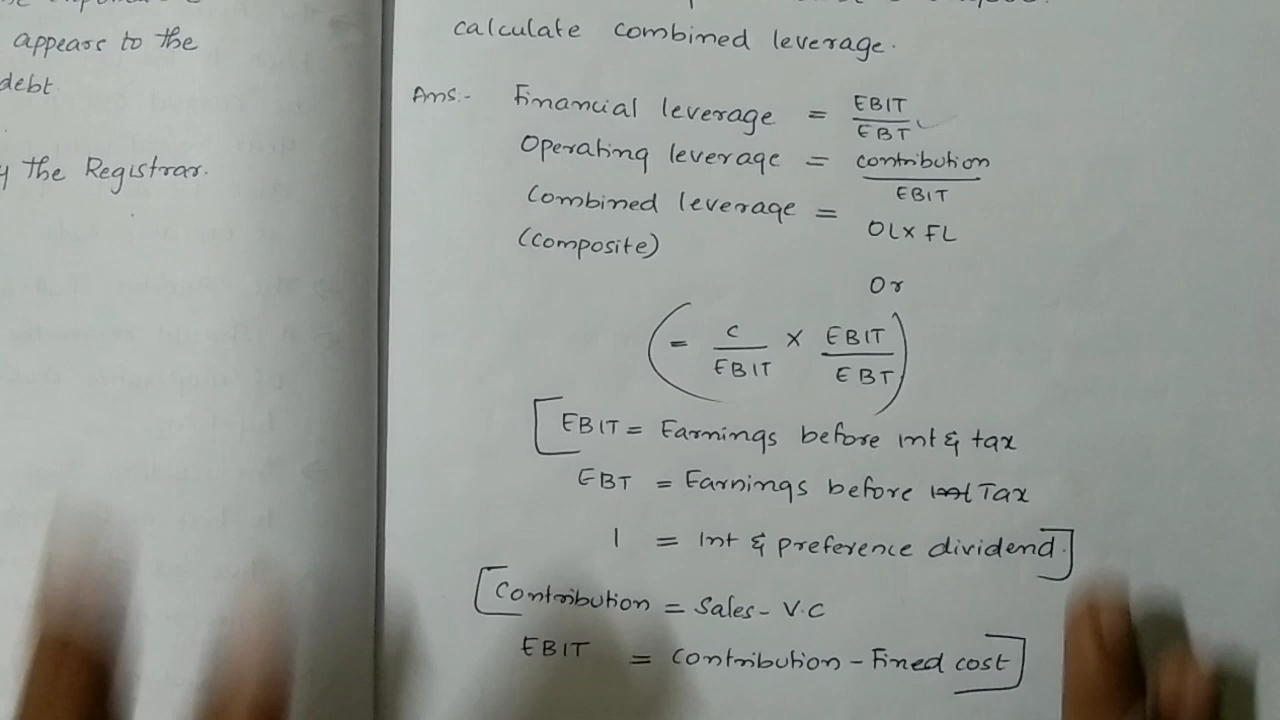 appears to the
debt.
the Registrar.
calculate combined leverage.
Ans:- Financial leverage = EBIT / EBT
Operating leverage = contribution / EBIT
Combined leverage = OL x FL
(composite)
Or
(= C / EBIT x EBIT / EBT)
[EBIT = Earnings before int & tax
EBT = Earnings before Tax
I = Int & preference dividend.]
[Contribution = Sales - V.C
EBIT = Contribution - Fined cost]